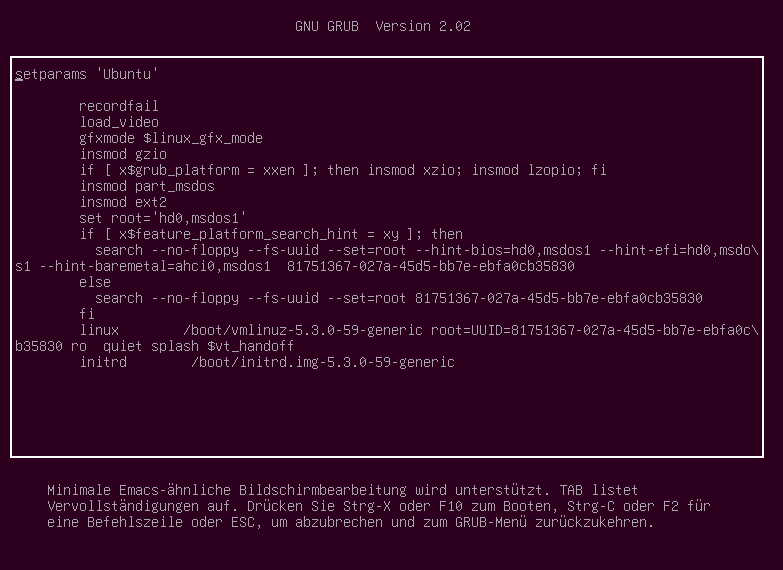 GNU GRUB  Version 2.02
setparams 'Ubuntu'
recordfail
load_video
gfxmode $linux_gfx_mode
insmod gzio
if [ x$grub_platform = xxen ]; then insmod xzio; insmod lzopio; fi
insmod part_msdos
insmod ext2
set root='hd0,msdos1'
if [ x$feature_platform_search_hint = xy ]; then
search --no-floppy --fs-uuid --set=root --hint-bios=hd0,msdos1 --hint-efi=hd0,msdo\
s1 --hint-baremetal=ahci0,msdos1  81751367-027a-45d5-bb7e-ebfa0cb35830
else
search --no-floppy --fs-uuid --set=root 81751367-027a-45d5-bb7e-ebfa0cb35830
fi
linux        /boot/vmlinuz-5.3.0-59-generic root=UUID=81751367-027a-45d5-bb7e-ebfa0c\
b35830 ro  quiet splash $vt_handoff
initrd        /boot/initrd.img-5.3.0-59-generic
Minimale Emacs-ähnliche Bildschirmbearbeitung wird unterstützt. TAB listet
Vervollständigungen auf. Drücken Sie Strg-X oder F10 zum Booten, Strg-C oder F2 für
eine Befehlszeile oder ESC, um abzubrechen und zum GRUB-Menü zurückzukehren.